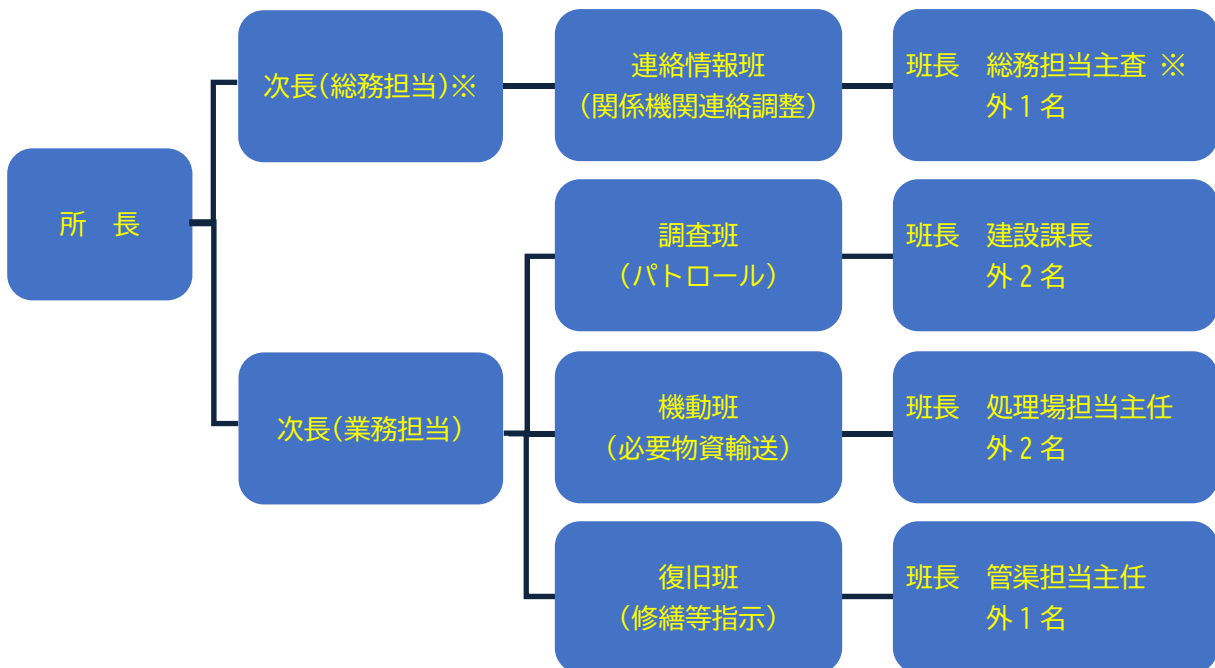 所　長
次長(総務担当)※
連絡情報班
(関係機関連絡調整)
班長　総務担当主査 ※
外1名
次長(業務担当)
調査班
(パトロール)
班長　建設課長
外2名
機動班
(必要物資輸送)
班長　処理場担当主任
外2名
復旧班
(修繕等指示)
班長　管渠担当主任
外1名